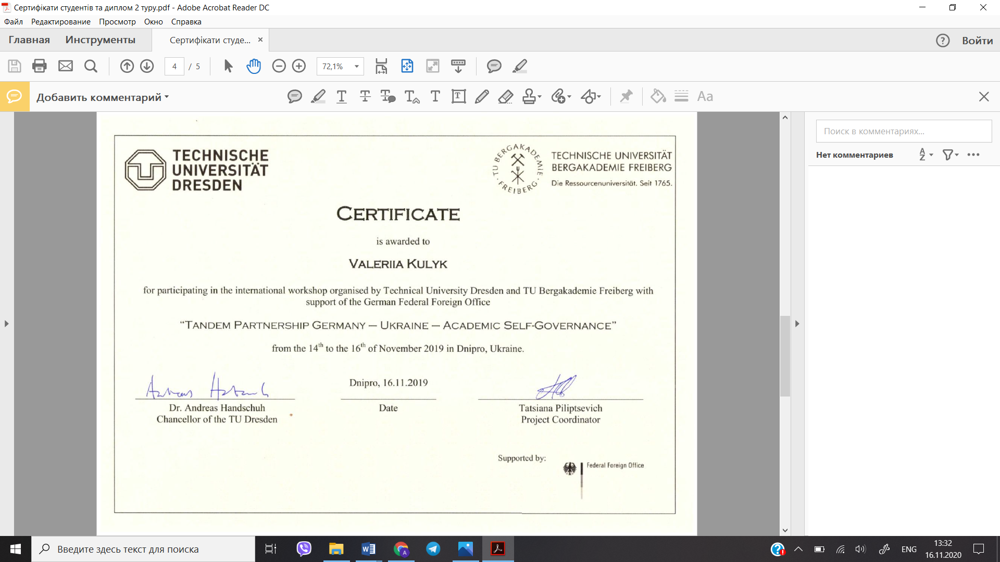 Сертифікати студентів та диплом 2 туру.pdf - Adobe Acrobat Reader DC
Файл Редактирование Просмотр Окно Справка
Главная Инструменты Сертифікати студе... Войти
4 / 5 72,1%
Добавить комментарий
Поиск в комментариях...
Нет комментариев
TECHNISCHE
UNIVERSITÄT
DRESDEN
TU BERGAKADEMIE
· FREIBERG ·
TECHNISCHE UNIVERSITÄT
BERGAKADEMIE FREIBERG
Die Ressourcenuniversität. Seit 1765.
CERTIFICATE
is awarded to
VALERIIA KULYK
for participating in the international workshop organised by Technical University Dresden and TU Bergakademie Freiberg with
support of the German Federal Foreign Office
“TANDEM PARTNERSHIP GERMANY – UKRAINE – ACADEMIC SELF-GOVERNANCE”
from the 14th to the 16th of November 2019 in Dnipro, Ukraine.
Dnipro, 16.11.2019
Dr. Andreas Handschuh
Chancellor of the TU Dresden
Date
Tatsiana Piliptsevich
Project Coordinator
Supported by:
Federal Foreign Office
Введите здесь текст для поиска
ENG
13:32
16.11.2020